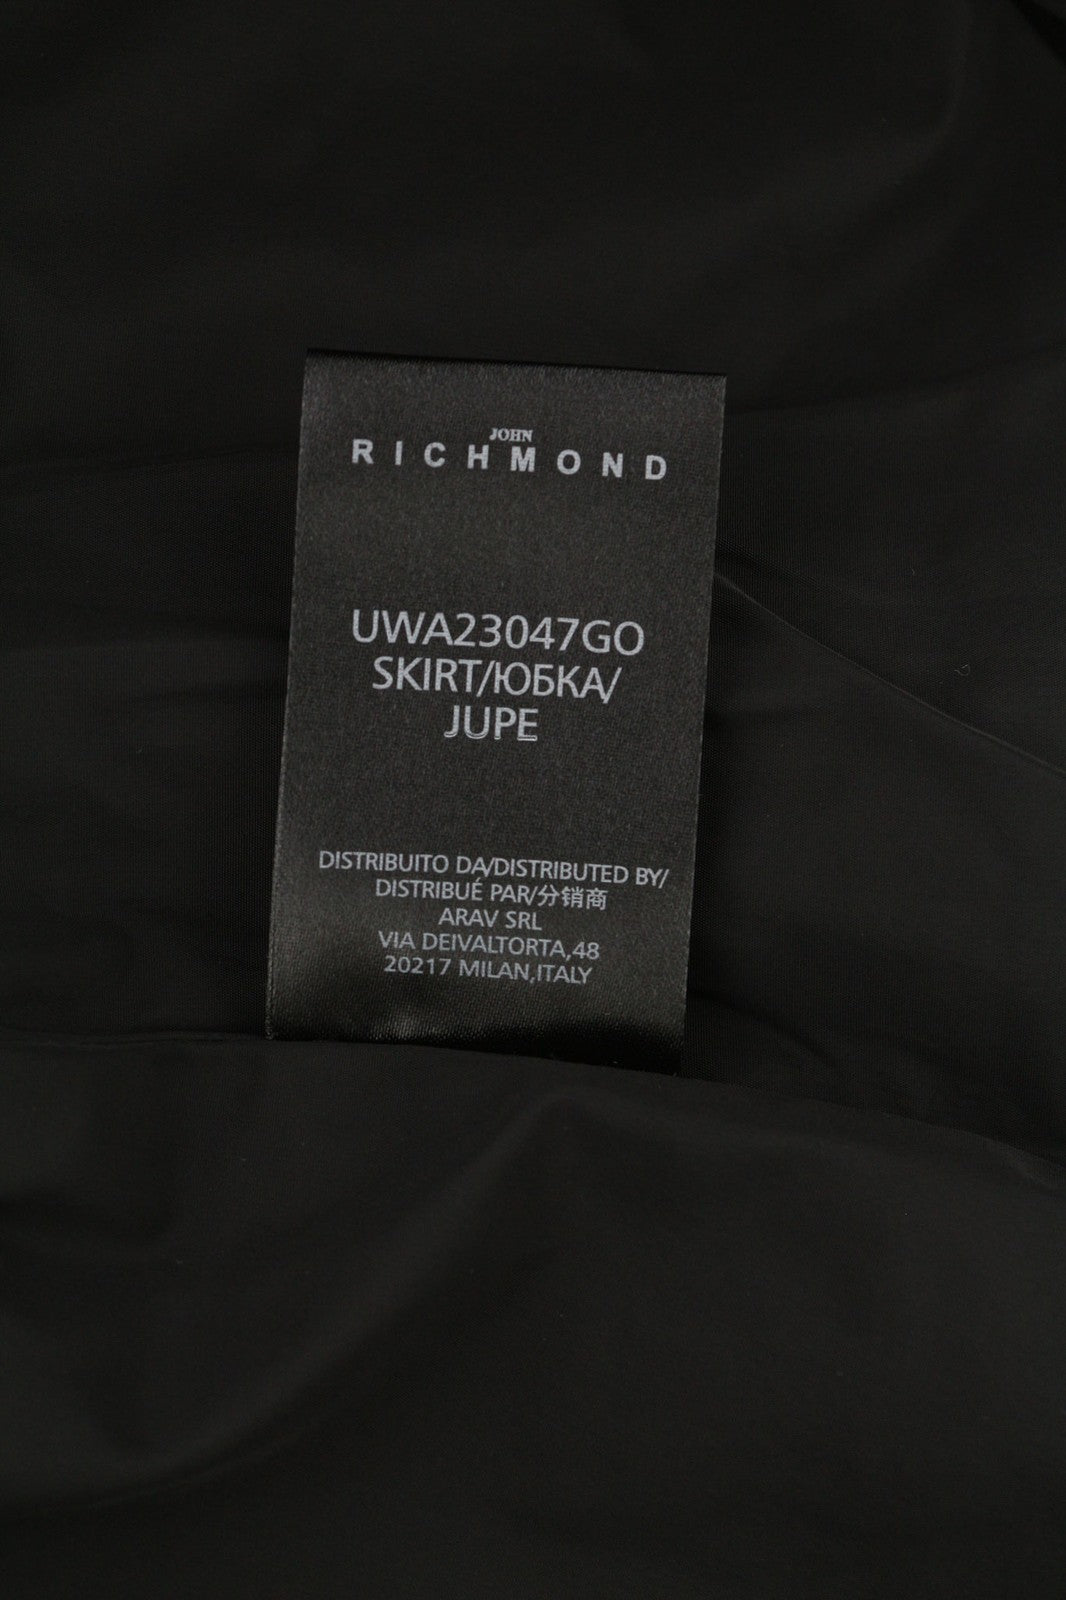 JOHN
RICHMOND
UWA23047GO
SKIRT/ЮБКА/
JUPE
DISTRIBUITO DA/DISTRIBUTED BY/
DISTRIBUÉ PAR/分销商
ARAV SRL
VIA DEIVALTORTA,48
20217 MILAN,ITALY